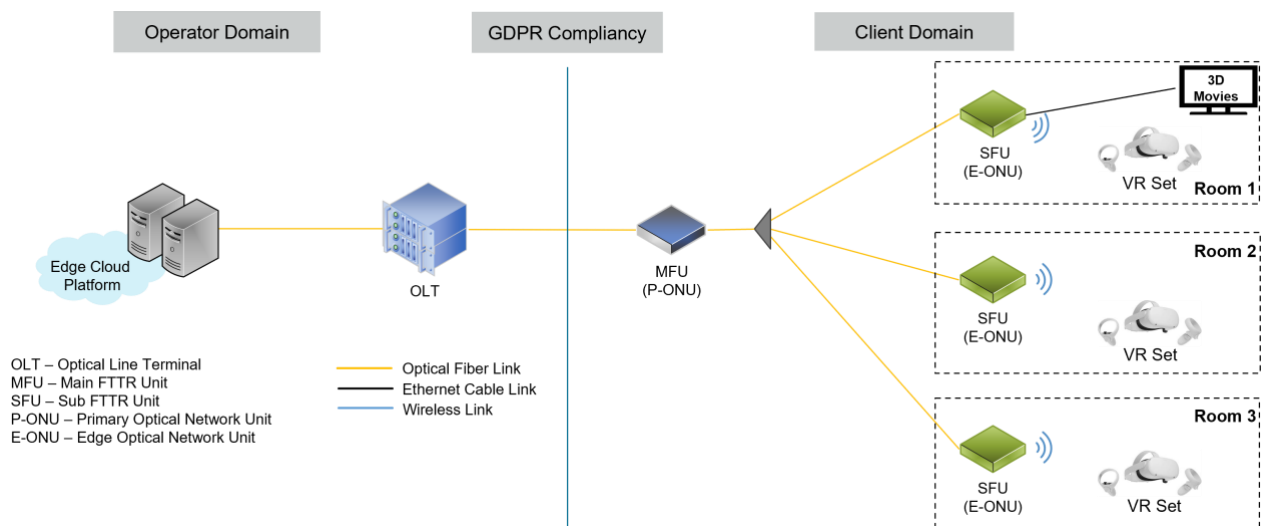 Operator Domain
GDPR Compliancy
Client Domain
3D
Movies
SFU
(E-ONU)
VR Set
Room 1
Edge Cloud
Platform
OLT
MFU
(P-ONU)
Room 2
SFU
(E-ONU)
VR Set
OLT – Optical Line Terminal
MFU – Main FTTR Unit
SFU – Sub FTTR Unit
P-ONU – Primary Optical Network Unit
E-ONU – Edge Optical Network Unit
Optical Fiber Link
Ethernet Cable Link
Wireless Link
Room 3
SFU
(E-ONU)
VR Set